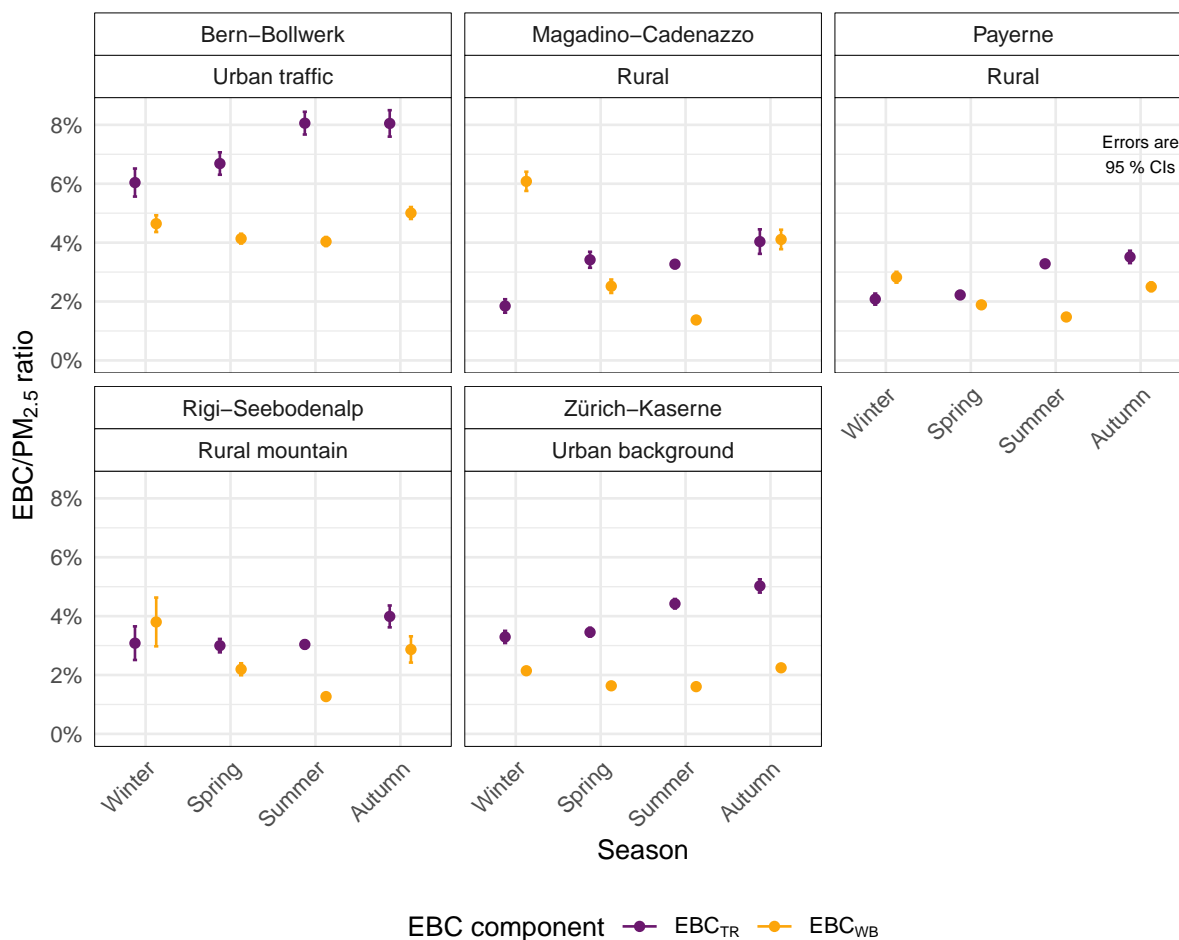 Bern−Bollwerk
Urban traffic
Magadino−Cadenazzo
Rural
Payerne
Rural
8%
6%
4%
2%
0%
Errors are
95 % CIs
Winter
Spring
Summer
Autumn
Rigi−Seebodenalp
Rural mountain
Zürich−Kaserne
Urban background
8%
6%
4%
2%
0%
Winter
Spring
Summer
Autumn
Winter
Spring
Summer
Autumn
EBC/PM2.5 ratio
Season
EBC component EBCTR EBCWB